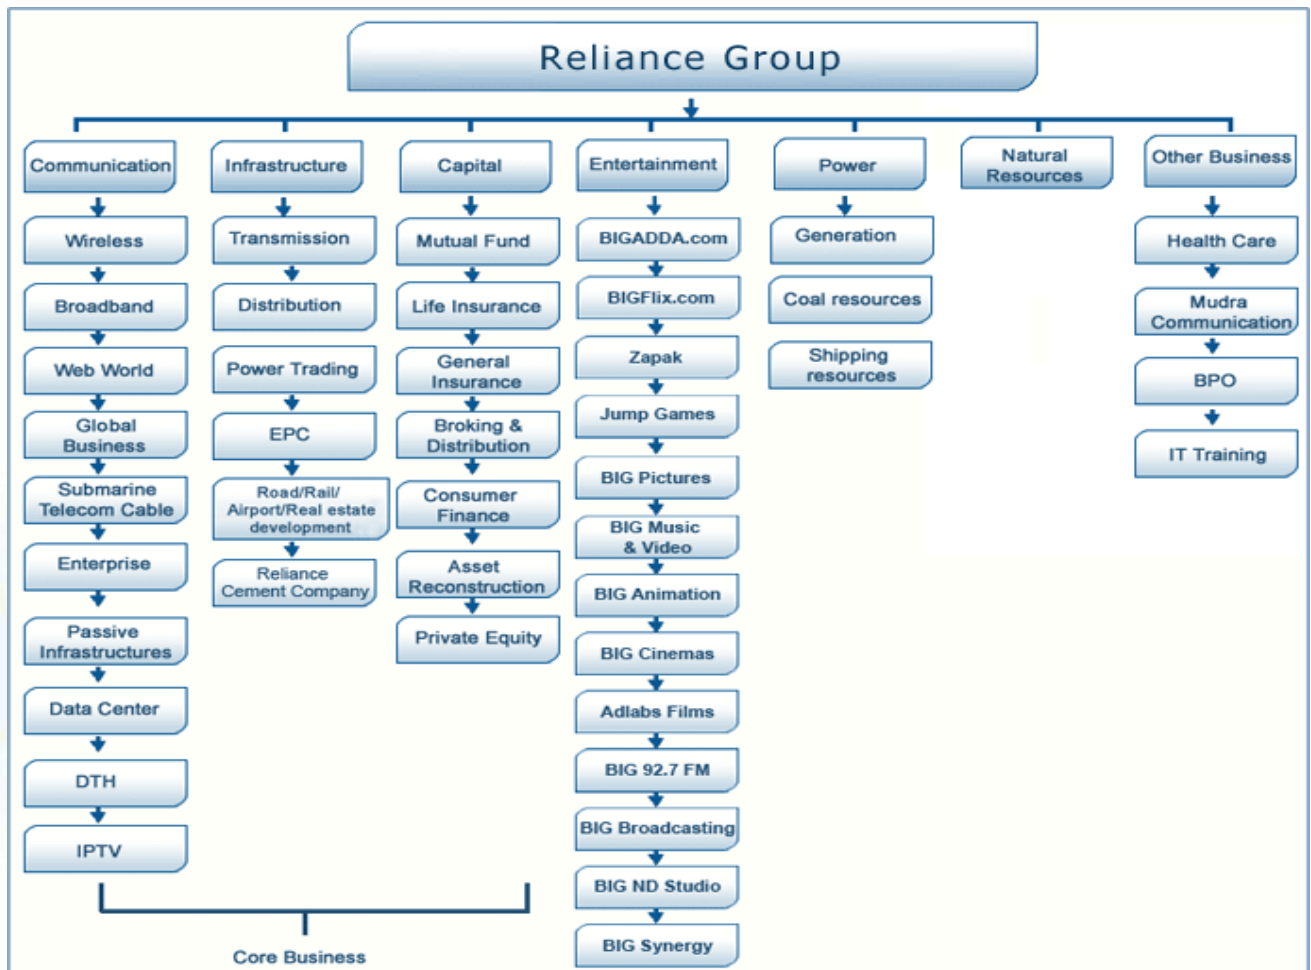 Reliance Group
Communication
Wireless
Broadband
Web World
Global
Business
Submarine
Telecom Cable
Enterprise
Passive
Infrastructures
Data Center
DTH
IPTV
Infrastructure
Transmission
Distribution
Power Trading
EPC
Road/Rail/
Airport/Real estate
development
Reliance
Cement Company
Capital
Mutual Fund
Life Insurance
General
Insurance
Broking &
Distribution
Consumer
Finance
Asset
Reconstruction
Private Equity
Core Business
Entertainment
BIGADDA.com
BIGFlix.com
Zapak
Jump Games
BIG Pictures
BIG Music
& Video
BIG Animation
BIG Cinemas
Adlabs Films
BIG 92.7 FM
BIG Broadcasting
BIG ND Studio
BIG Synergy
Power
Generation
Coal resources
Shipping
resources
Natural
Resources
Other Business
Health Care
Mudra
Communication
BPO
IT Training